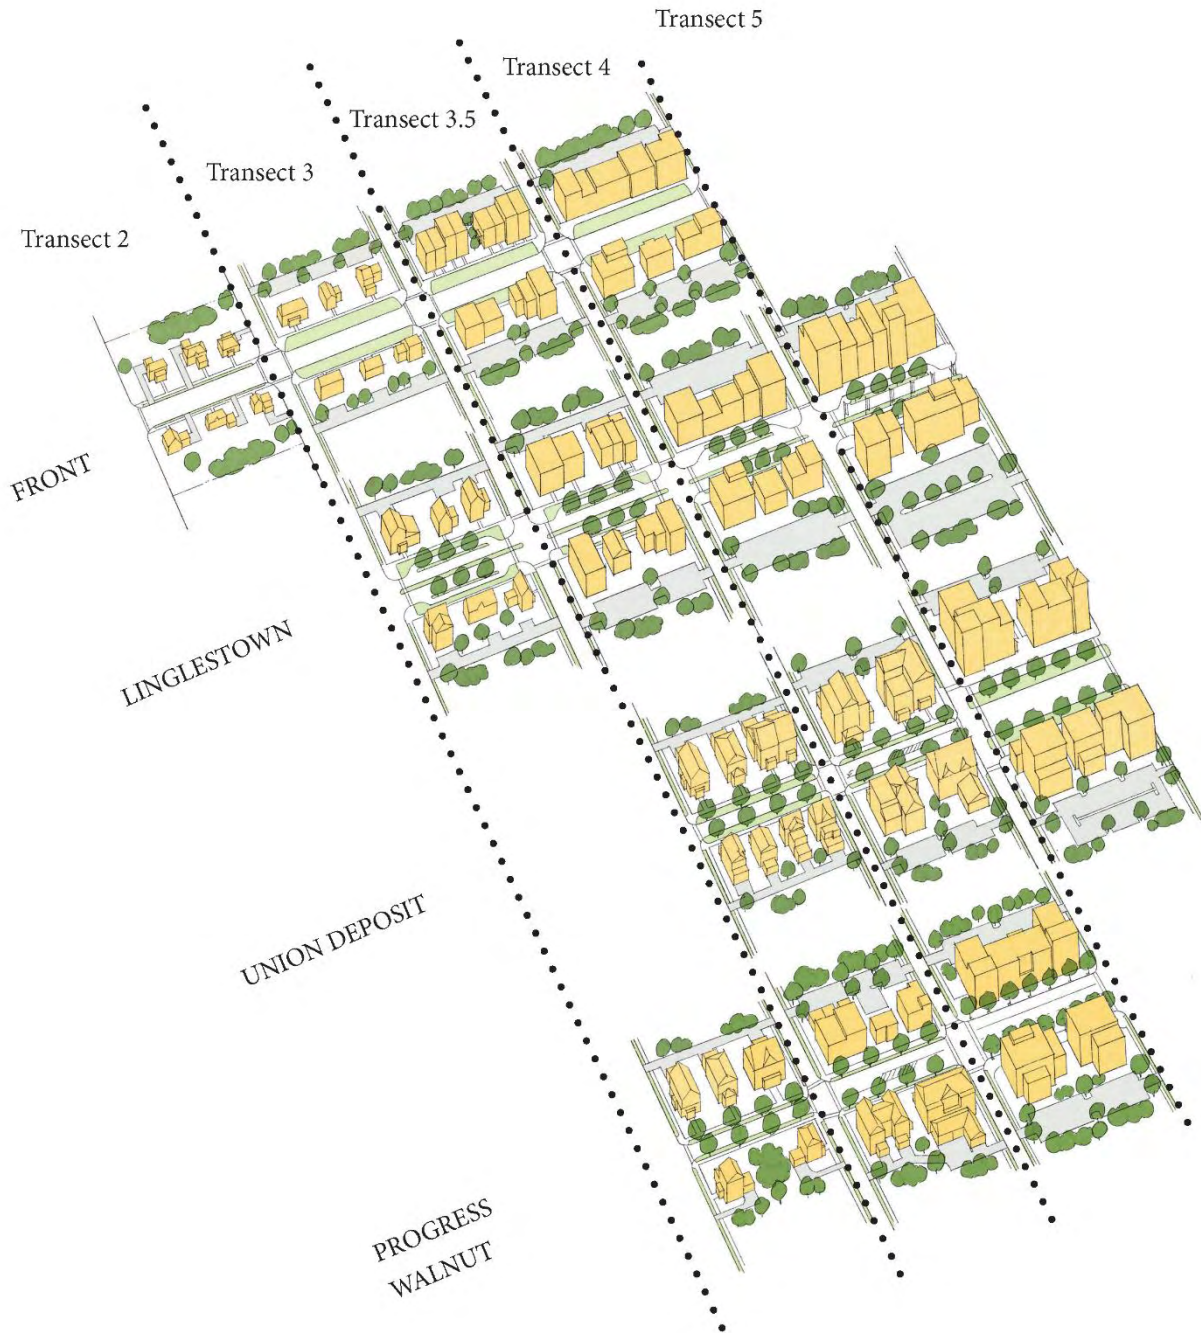 Transect 5
Transect 4
Transect 3.5
Transect 3
Transect 2
FRONT
LINGLESTOWN
UNION DEPOSIT
PROGRESS
WALNUT